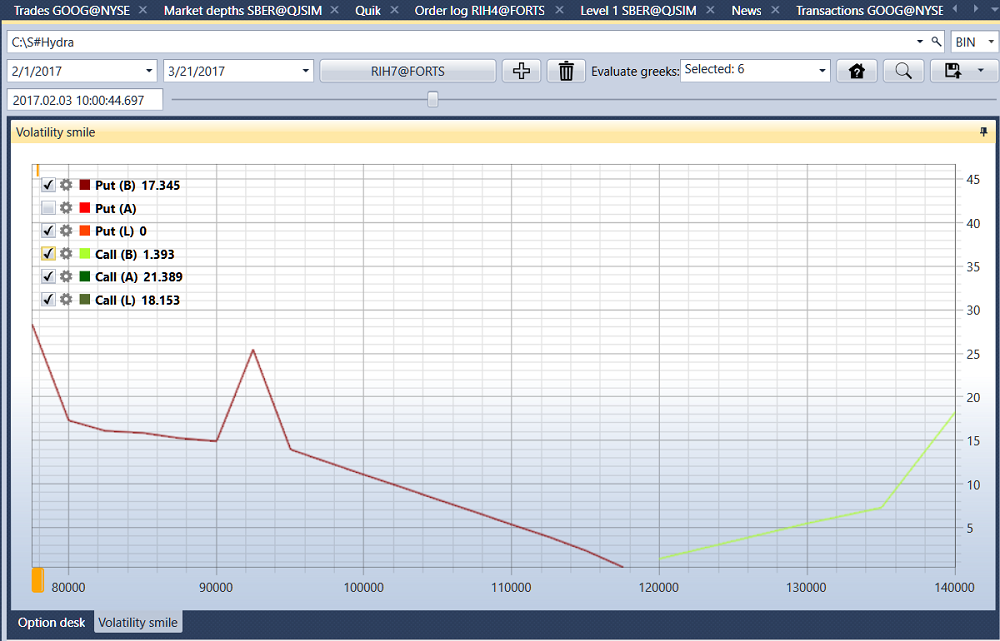 Trades GOOG@NYSE Market depths SBER@QJSIM Quik Order log RIH4@FORTS Level 1 SBER@QJSIM News Transactions GOOG@NYSE
C:\S#Hydra BIN
2/1/2017 3/21/2017 RIH7@FORTS Evaluate greeks: Selected: 6
2017.02.03 10:00:44.697
Volatility smile
Put (B) 17.345
Put (A)
Put (L) 0
Call (B) 1.393
Call (A) 21.389
Call (L) 18.153
45
40
35
30
25
20
15
10
5
80000 90000 100000 110000 120000 130000 140000
Option desk Volatility smile